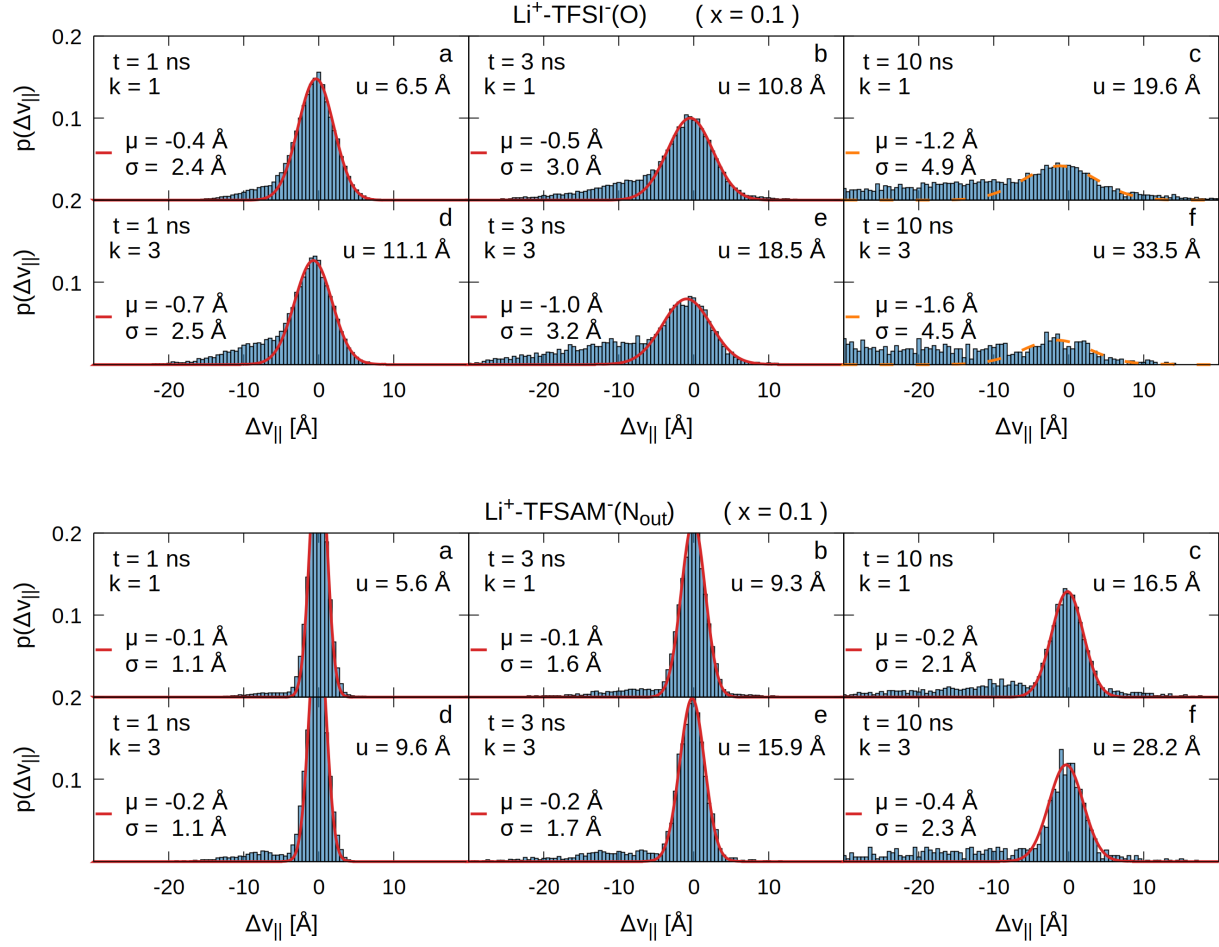 Li⁺-TFSI⁻(O) ( x = 0.1 )
0.2
0.1
p(Δv||)
t = 1 ns
k = 1
a
u = 6.5 Å
μ = -0.4 Å
σ = 2.4 Å
t = 3 ns
k = 1
b
u = 10.8 Å
μ = -0.5 Å
σ = 3.0 Å
t = 10 ns
k = 1
c
u = 19.6 Å
μ = -1.2 Å
σ = 4.9 Å
0.2
0.1
p(Δv||)
t = 1 ns
k = 3
d
u = 11.1 Å
μ = -0.7 Å
σ = 2.5 Å
t = 3 ns
k = 3
e
u = 18.5 Å
μ = -1.0 Å
σ = 3.2 Å
t = 10 ns
k = 3
f
u = 33.5 Å
μ = -1.6 Å
σ = 4.5 Å
-20 -10 0 10 -20 -10 0 10 -20 -10 0 10
Δv|| [Å] Δv|| [Å] Δv|| [Å]
Li⁺-TFSAM⁻(Nout) ( x = 0.1 )
0.2
0.1
p(Δv||)
t = 1 ns
k = 1
a
u = 5.6 Å
μ = -0.1 Å
σ = 1.1 Å
t = 3 ns
k = 1
b
u = 9.3 Å
μ = -0.1 Å
σ = 1.6 Å
t = 10 ns
k = 1
c
u = 16.5 Å
μ = -0.2 Å
σ = 2.1 Å
0.2
0.1
p(Δv||)
t = 1 ns
k = 3
d
u = 9.6 Å
μ = -0.2 Å
σ = 1.1 Å
t = 3 ns
k = 3
e
u = 15.9 Å
μ = -0.2 Å
σ = 1.7 Å
t = 10 ns
k = 3
f
u = 28.2 Å
μ = -0.4 Å
σ = 2.3 Å
-20 -10 0 10 -20 -10 0 10 -20 -10 0 10
Δv|| [Å] Δv|| [Å] Δv|| [Å]